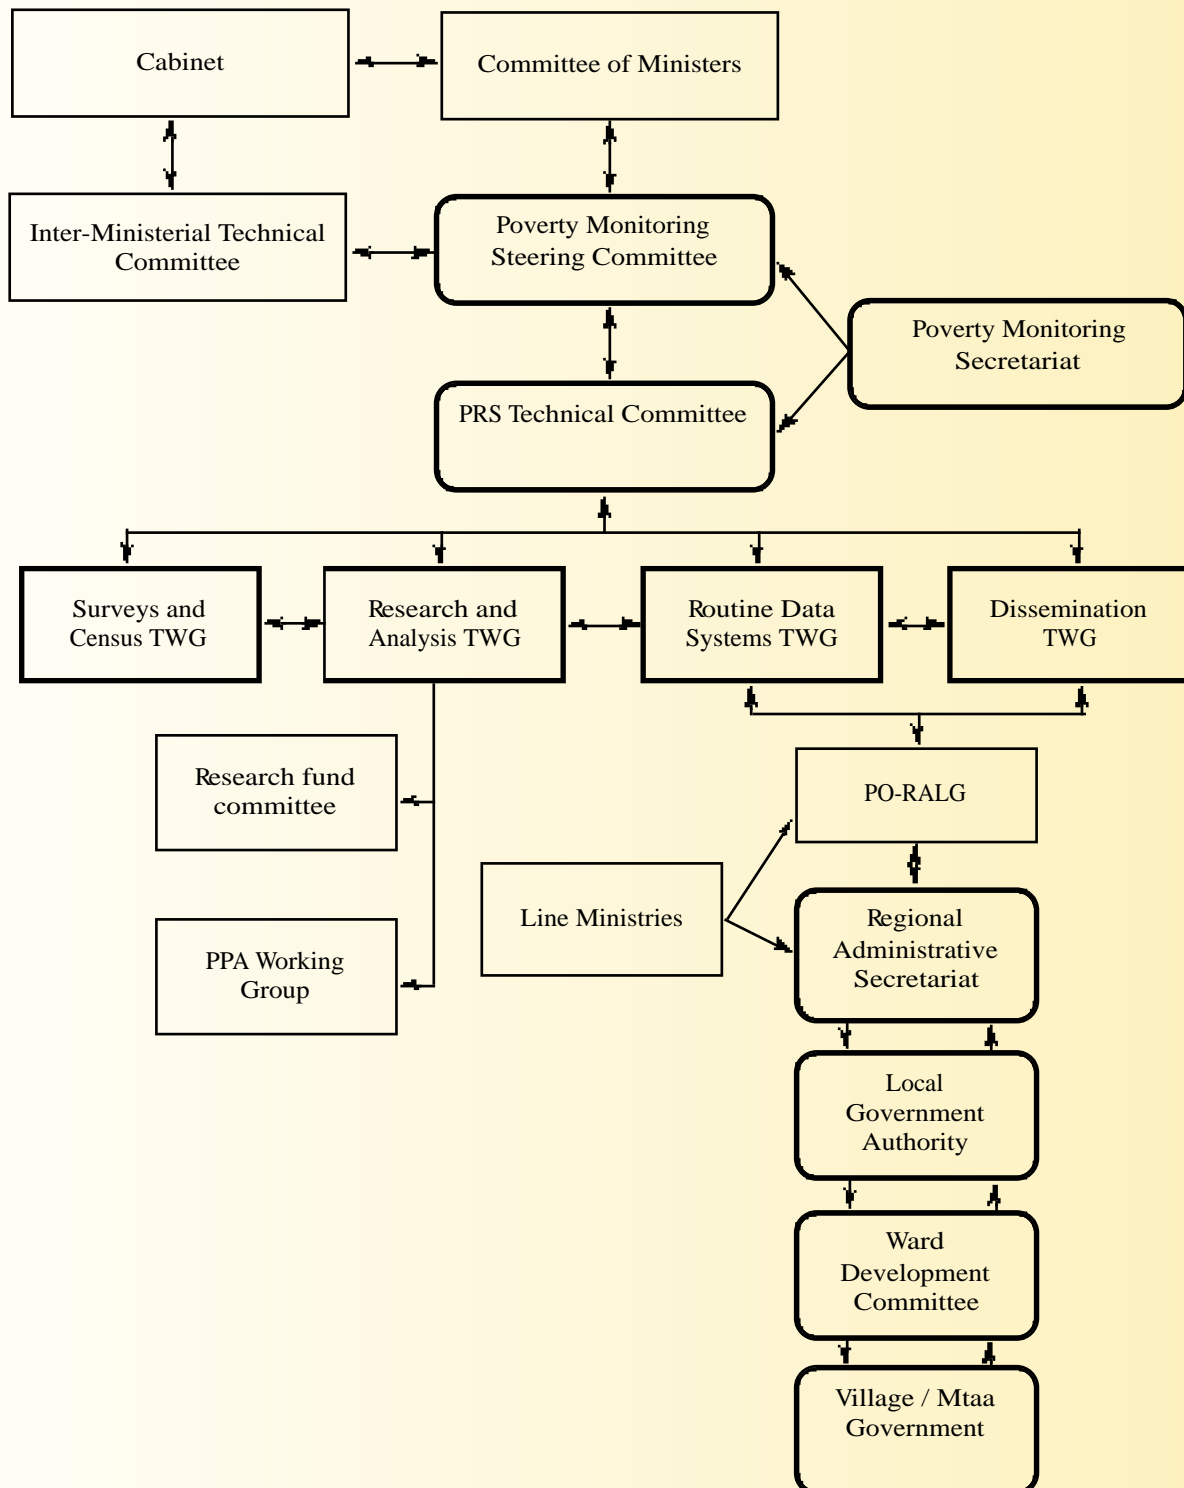 Cabinet
Committee of Ministers
Inter-Ministerial Technical
Committee
Poverty Monitoring
Steering Committee
Poverty Monitoring
Secretariat
PRS Technical Committee
Surveys and
Census TWG
Research and
Analysis TWG
Routine Data
Systems TWG
Dissemination
TWG
Research fund
committee
PO-RALG
Line Ministries
Regional
Administrative
Secretariat
PPA Working
Group
Local
Government
Authority
Ward
Development
Committee
Village / Mtaa
Government